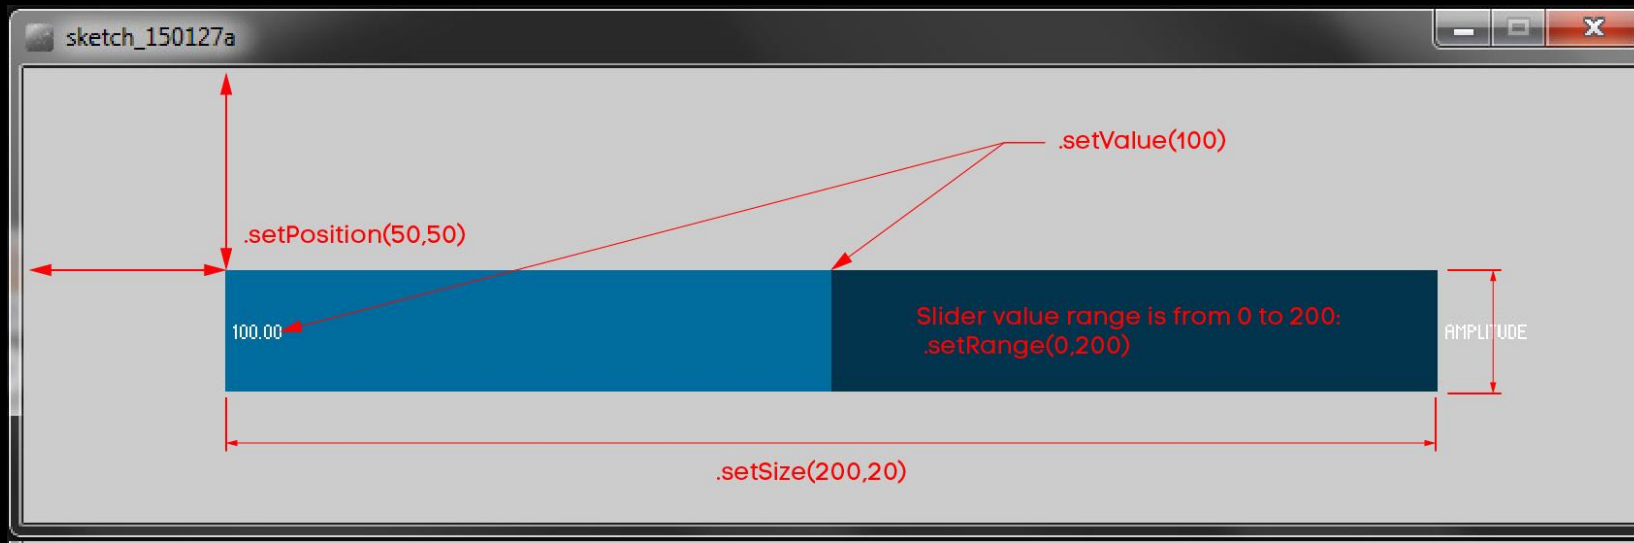 sketch_150127a
.setValue(100)
.setPosition(50,50)
Slider value range is from 0 to 200:
.setRange(0,200)
100.00
AMPLITUDE
.setSize(200,20)